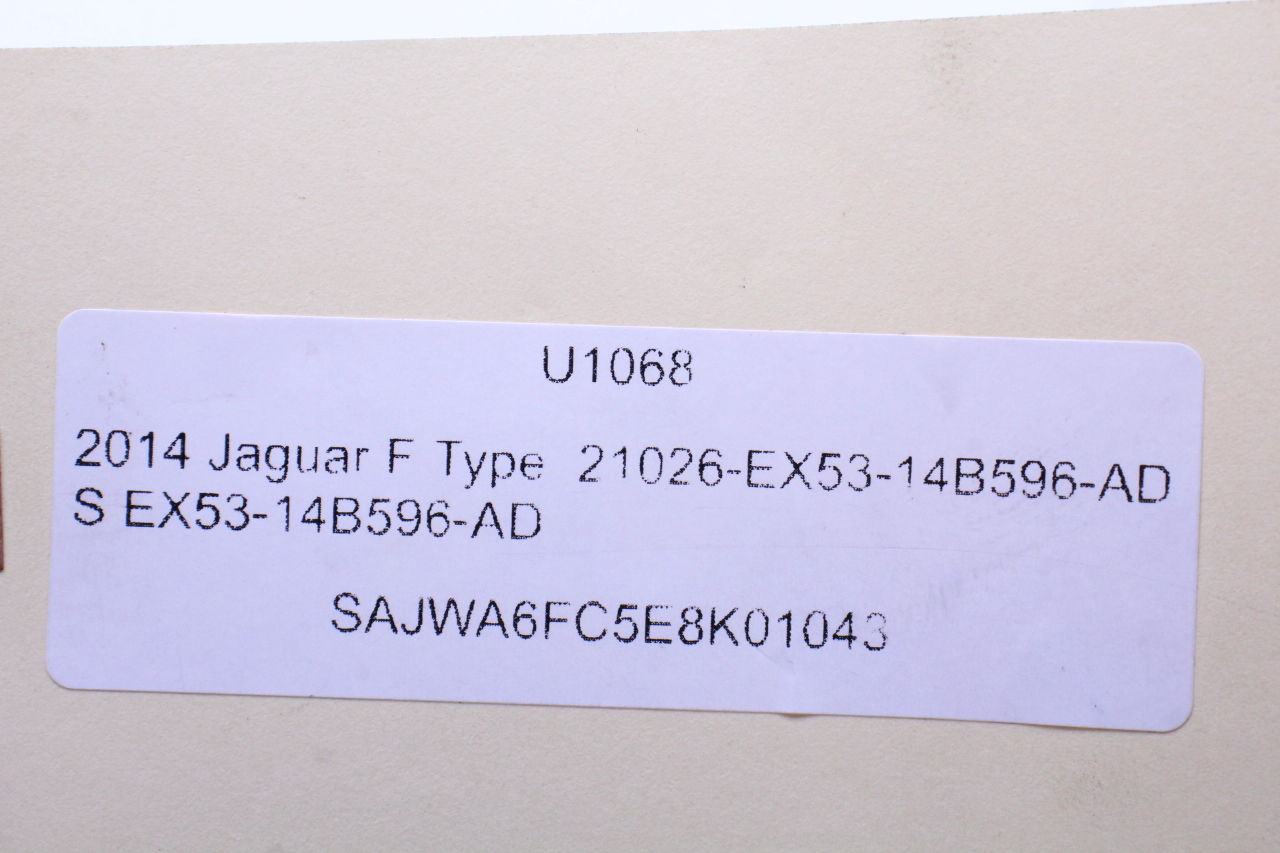 U1068
2014 Jaguar F Type 21026-EX53-14B596-AD
S EX53-14B596-AD
SAJWA6FC5E8K01043